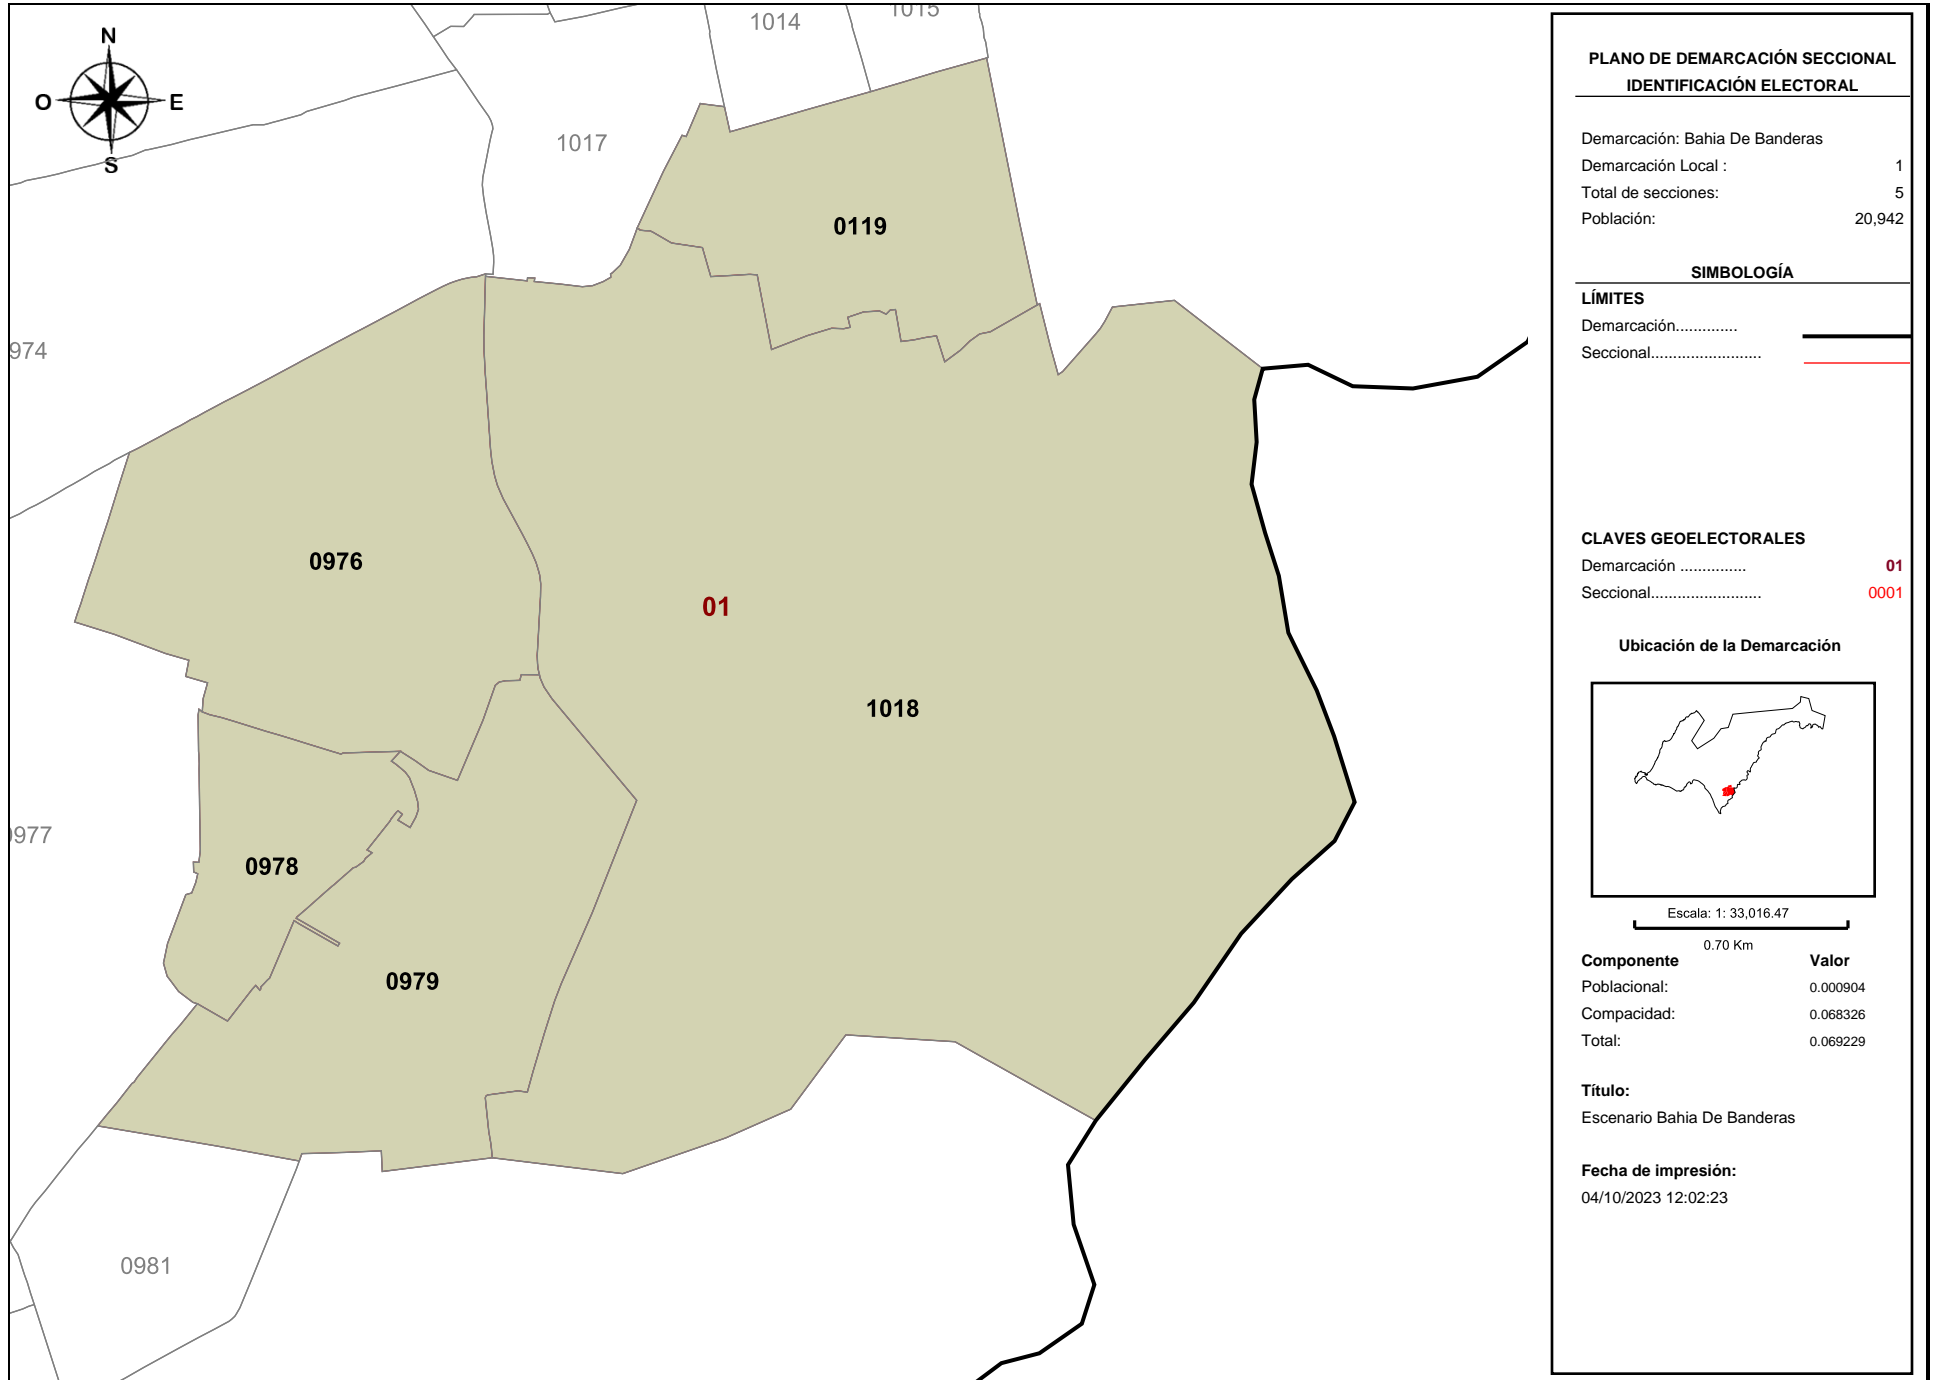 1014
1015
N
O
E
S
1017
0119
974
0976
01
1018
977
0978
0979
0981
PLANO DE DEMARCACIÓN SECCIONAL
IDENTIFICACIÓN ELECTORAL
Demarcación: Bahia De Banderas
Demarcación Local : 1
Total de secciones: 5
Población: 20,942
SIMBOLOGÍA
LÍMITES
Demarcación.............
Seccional.........................
CLAVES GEOELECTORALES
Demarcación ............... 01
Seccional......................... 0001
Ubicación de la Demarcación
Escala: 1: 33,016.47
0.70 Km
Componente Valor
Poblacional: 0.000904
Compacidad: 0.068326
Total: 0.069229
Título:
Escenario Bahia De Banderas
Fecha de impresión:
04/10/2023 12:02:23